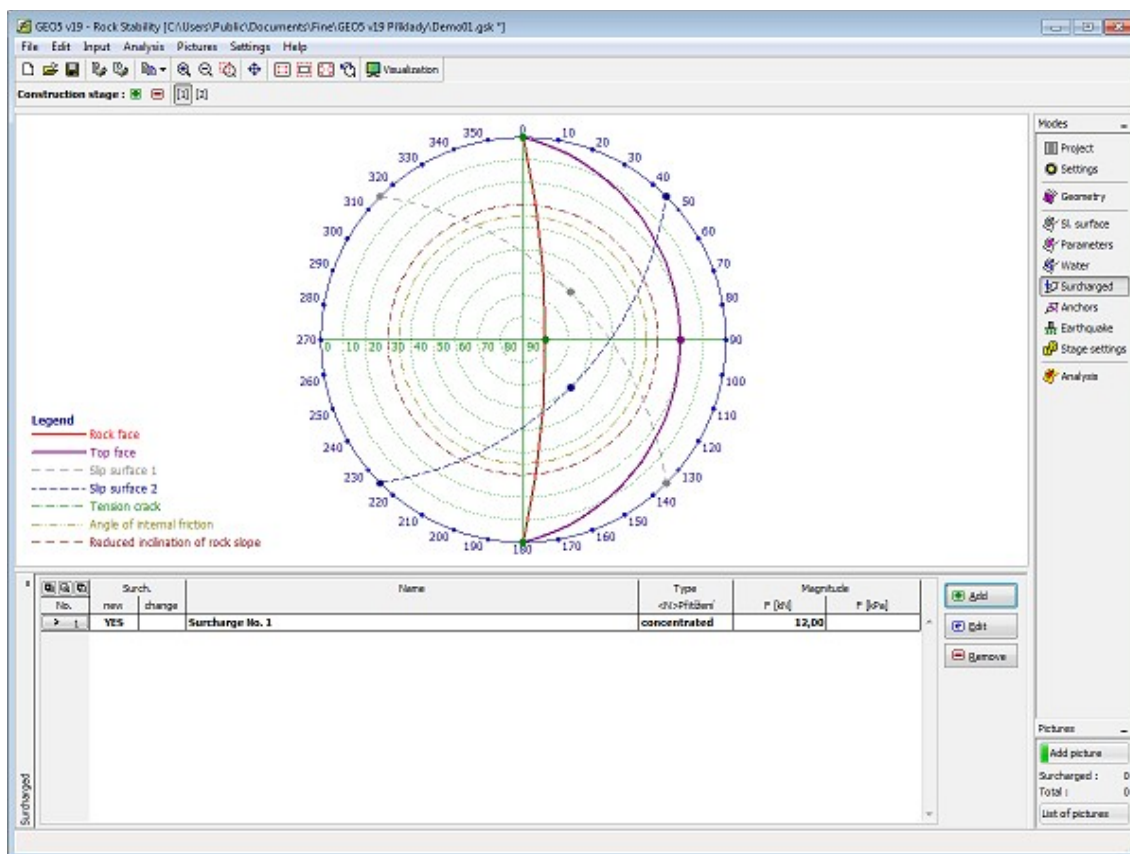 GEO5 v19 - Rock Stability [C:\Users\Public\Documents\Fine\GEO5 v19 Příklady\Demo01.gsk *]
File Edit Input Analysis Pictures Settings Help
Visualization
Construction stage : [1] [2]
0 10 20 30 40 50 60 70 80 90 100 110 120 130 140 150 160 170 180 190 200 210 220 230 240 250 260 270 280 290 300 310 320 330 340 350
0 10 20 30 40 50 60 70 80 90
Legend
Rock face
Top face
Slip surface 1
Slip surface 2
Tension crack
Angle of internal friction
Reduced inclination of rock slope
Modes
Project
Settings
Geometry
Sl. surface
Parameters
Water
Surcharged
Anchors
Earthquake
Stage settings
Analysis
Surch. Name Type Magnitude
No. new change <N>Přitížení F [kN] F [kPa]
> 1 YES Surcharge No. 1 concentrated 12,00
Add
Edit
Remove
Surcharged
Pictures
Add picture
Surcharged : 0
Total : 0
List of pictures